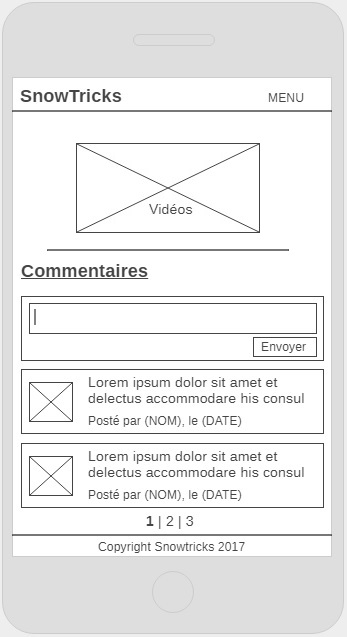 SnowTricks
MENU
Vidéos
Commentaires
Envoyer
Lorem ipsum dolor sit amet et
delectus accommodare his consul
Posté par (NOM), le (DATE)
Lorem ipsum dolor sit amet et
delectus accommodare his consul
Posté par (NOM), le (DATE)
1 | 2 | 3
Copyright Snowtricks 2017